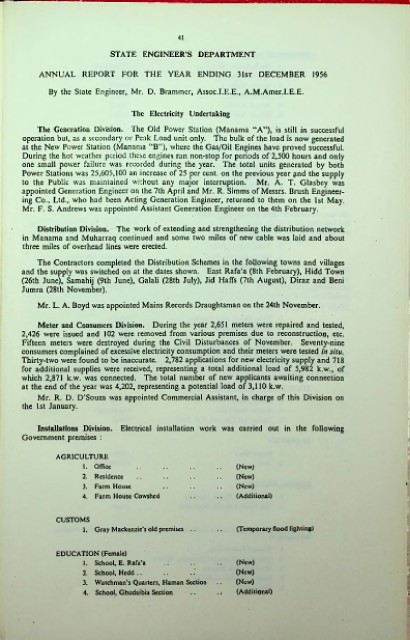 41
STATE ENGINEER'S DEPARTMENT
ANNUAL REPORT FOR THE YEAR ENDING 31ST DECEMBER 1956
By the State Engineer, Mr. D. Brammer, Assoc.I.E.E., A.M.Amer.I.E.E.
The Electricity Undertaking
The Generation Division. The Old Power Station (Manama "A"), is still in successful
operation but, as a secondary or Peak Load unit only. The bulk of the load is now generated
at the New Power Station (Manama "B"), where the Gas/Oil Engines have proved successful.
During the hot weather period these engines ran non-stop for periods of 2,500 hours and only
one small power failure was recorded during the year. The total units generated by both
Power Stations was 25,605,100 an increase of 25 per cent. on the previous year and the supply
to the Public was maintained without any major interruption. Mr. A. T. Glasbey was
appointed Generation Engineer on the 7th April and Mr. R. Simms of Messrs. Brush Engineer-
ing Co., Ltd., who had been Acting Generation Engineer, returned to them on the 1st May.
Mr. F. S. Andrews was appointed Assistant Generation Engineer on the 4th February.
Distribution Division. The work of extending and strengthening the distribution network
in Manama and Muharraq continued and some two miles of new cable was laid and about
three miles of overhead lines were erected.
The Contractors completed the Distribution Schemes in the following towns and villages
and the supply was switched on at the dates shown. East Rafa'a (8th February), Hidd Town
(26th June), Samahij (9th June), Galali (28th July), Jid Haffs (7th August), Diraz and Beni
Jumra (28th November).
Mr. L. A. Boyd was appointed Mains Records Draughtsman on the 24th November.
Meter and Consumers Division. During the year 2,651 meters were repaired and tested,
2,426 were issued and 102 were removed from various premises due to reconstruction, etc.
Fifteen meters were destroyed during the Civil Disturbances of November. Seventy-nine
consumers complained of excessive electricity consumption and their meters were tested in situ.
Thirty-two were found to be inaccurate. 2,782 applications for new electricity supply and 718
for additional supplies were received, representing a total additional load of 5,982 k.w., of
which 2,871 k.w. was connected. The total number of new applicants awaiting connection
at the end of the year was 4,202, representing a potential load of 3,110 k.w.
Mr. R. D. D'Souza was appointed Commercial Assistant, in charge of this Division on
the 1st January.
Installations Division. Electrical installation work was carried out in the following
Government premises :
AGRICULTURE
1. Office .. .. .. .. (New)
2. Residence .. .. .. .. (New)
3. Farm House .. .. .. (New)
4. Farm House Cowshed .. .. (Additional)
CUSTOMS
1. Gray Mackenzie's old premises .. .. (Temporary flood lighting)
EDUCATION (Female)
1. School, E. Rafa'a .. .. .. (New)
2. School, Hedd .. .. .. .. (New)
3. Watchman's Quarters, Human Section .. (New)
4. School, Ghudaibia Section .. .. (Additional)